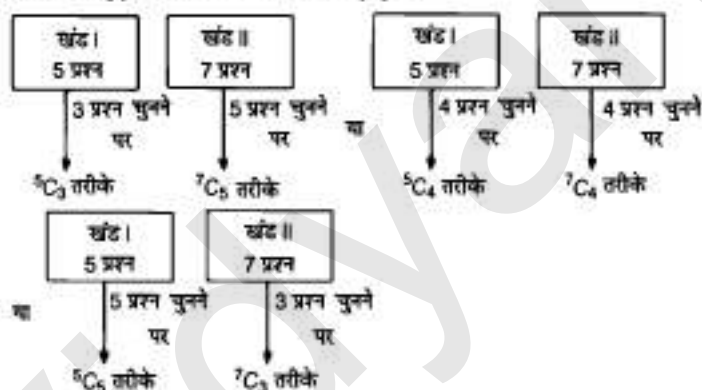 खंड I खंड II खंड I खंड II
5 प्रश्न 7 प्रश्न 5 प्रश्न 7 प्रश्न
3 प्रश्न चुनने 5 प्रश्न चुनने या 4 प्रश्न चुनने 4 प्रश्न चुनने
पर पर पर पर
⁵C₃ तरीके ⁷C₅ तरीके ⁵C₄ तरीके ⁷C₄ तरीके
खंड I खंड II
5 प्रश्न 7 प्रश्न
या 5 प्रश्न चुनने 3 प्रश्न चुनने
पर पर
⁵C₅ तरीके ⁷C₃ तरीके